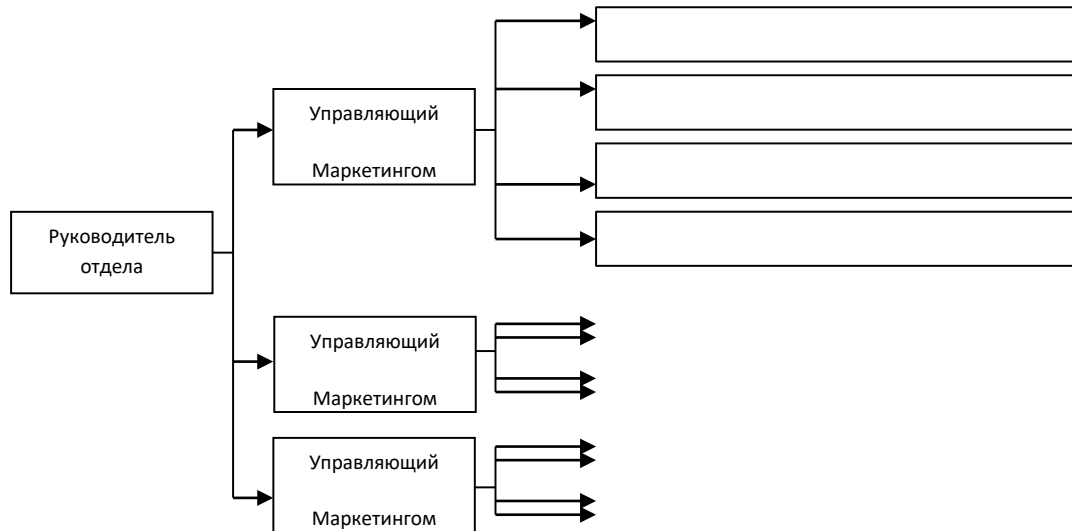 Управляющий
Маркетингом
Руководитель
отдела
Управляющий
Маркетингом
Управляющий
Маркетингом